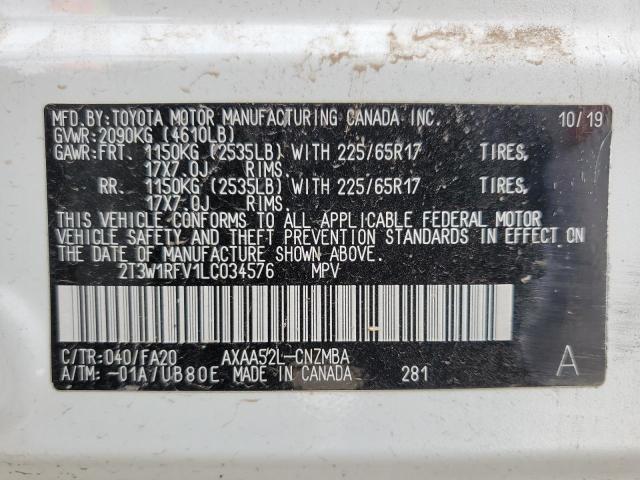 MFD.BY:TOYOTA MOTOR MANUFACTURING CANADA INC. 10/19
GVWR:2090KG (4610LB)
GAWR:FRT. 1150KG (2535LB) WITH 225/65R17 TIRES,
17X7.0J RIMS.
RR. 1150KG (2535LB) WITH 225/65R17 TIRES,
17X7.0J RIMS.
THIS VEHICLE CONFORMS TO ALL APPLICABLE FEDERAL MOTOR
VEHICLE SAFETY AND THEFT PREVENTION STANDARDS IN EFFECT ON
THE DATE OF MANUFACTURE SHOWN ABOVE.
2T3W1RFV1LC034576 MPV
C/TR:040/FA20 AXAA52L-CNZMBA A
A/TM: -01A/UB80E MADE IN CANADA 281